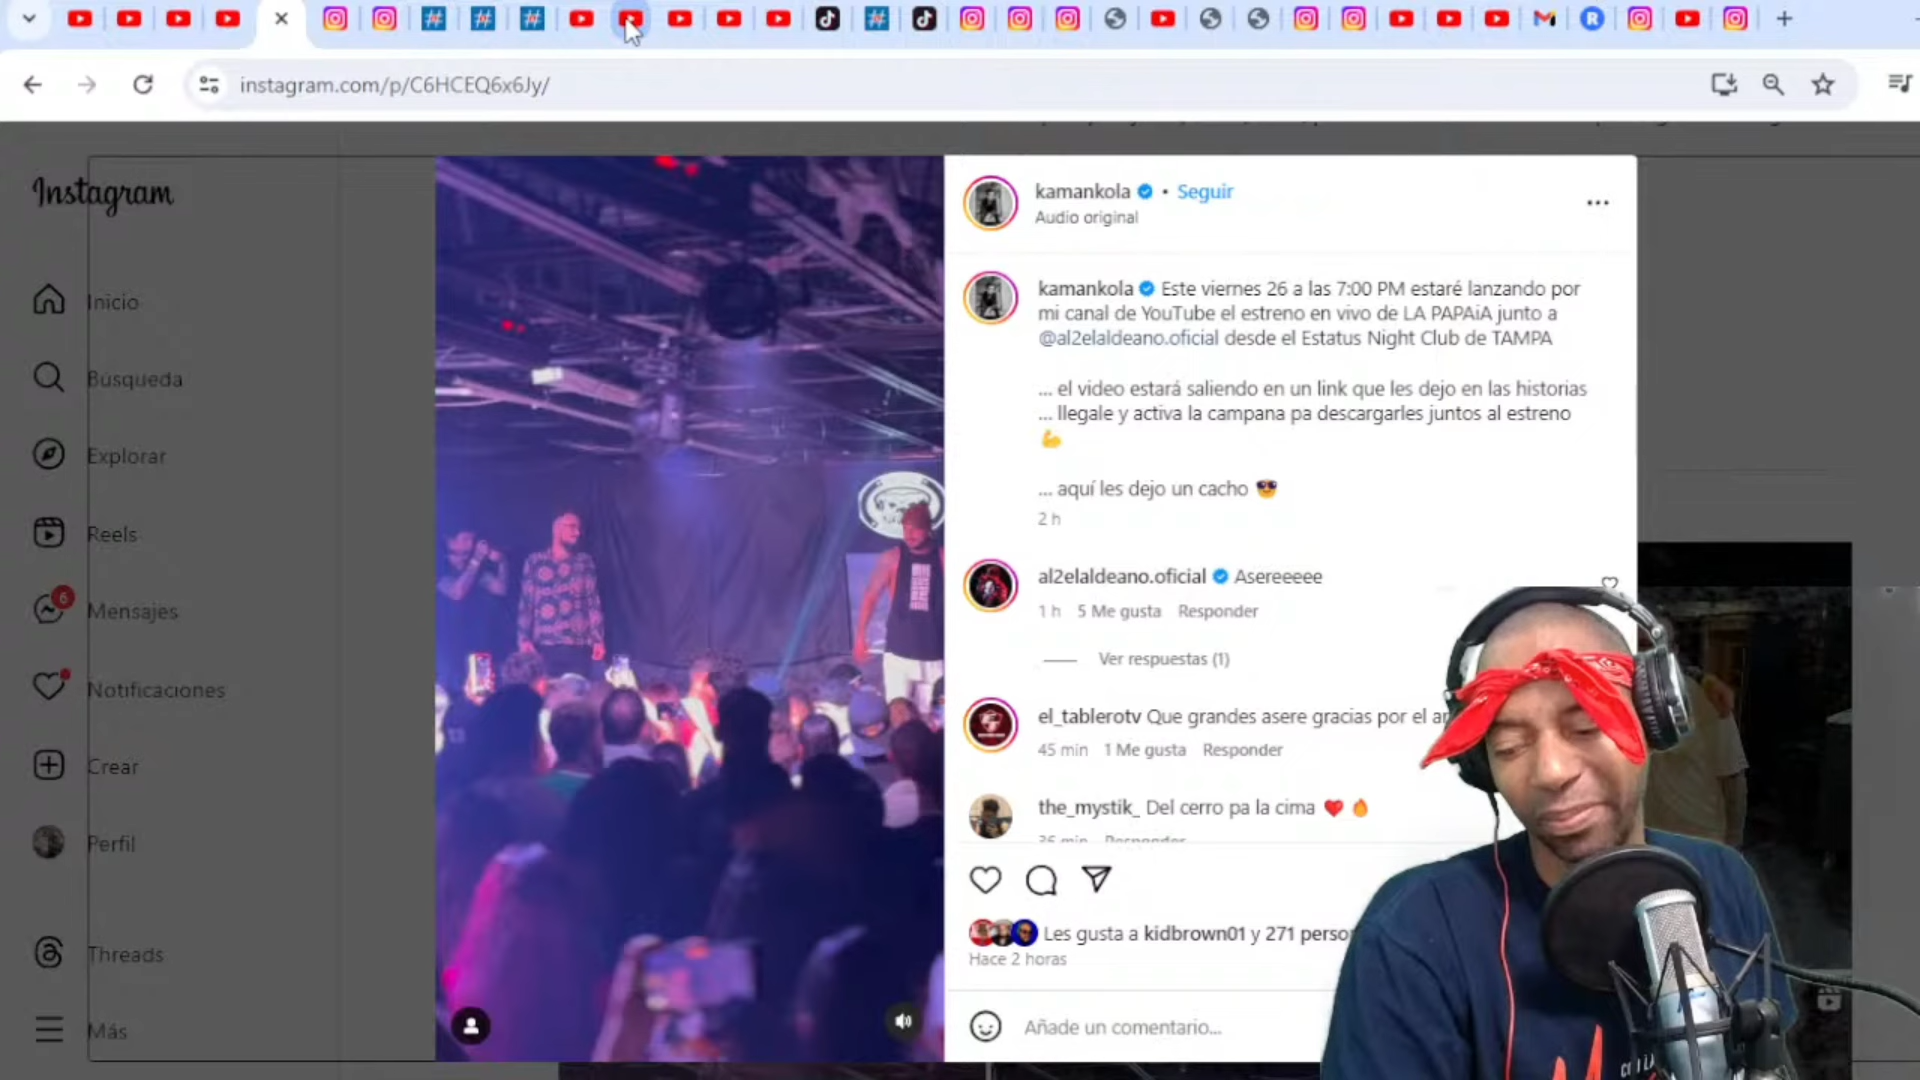 instagram.com/p/C6HCEQ6x6Jy/
Instagram
Inicio
Búsqueda
Explorar
Reels
6
Mensajes
Notificaciones
Crear
Perfil
Threads
Más
kamankola • Seguir
Audio original
kamankola Este viernes 26 a las 7:00 PM estaré lanzando por
mi canal de YouTube el estreno en vivo de LA PAPAiA junto a
@al2elaldeano.oficial desde el Estatus Night Club de TAMPA
... el video estará saliendo en un link que les dejo en las historias
... llegale y activa la campana pa descargarles juntos al estreno
... aquí les dejo un cacho
2 h
al2elaldeano.oficial Asereeeee
1 h 5 Me gusta Responder
Ver respuestas (1)
el_tablerotv Que grandes asere gracias por el
45 min 1 Me gusta Responder
the_mystik_ Del cerro pa la cima
36 min Responder
Les gusta a kidbrown01 y 271 perso
Hace 2 horas
Añade un comentario...